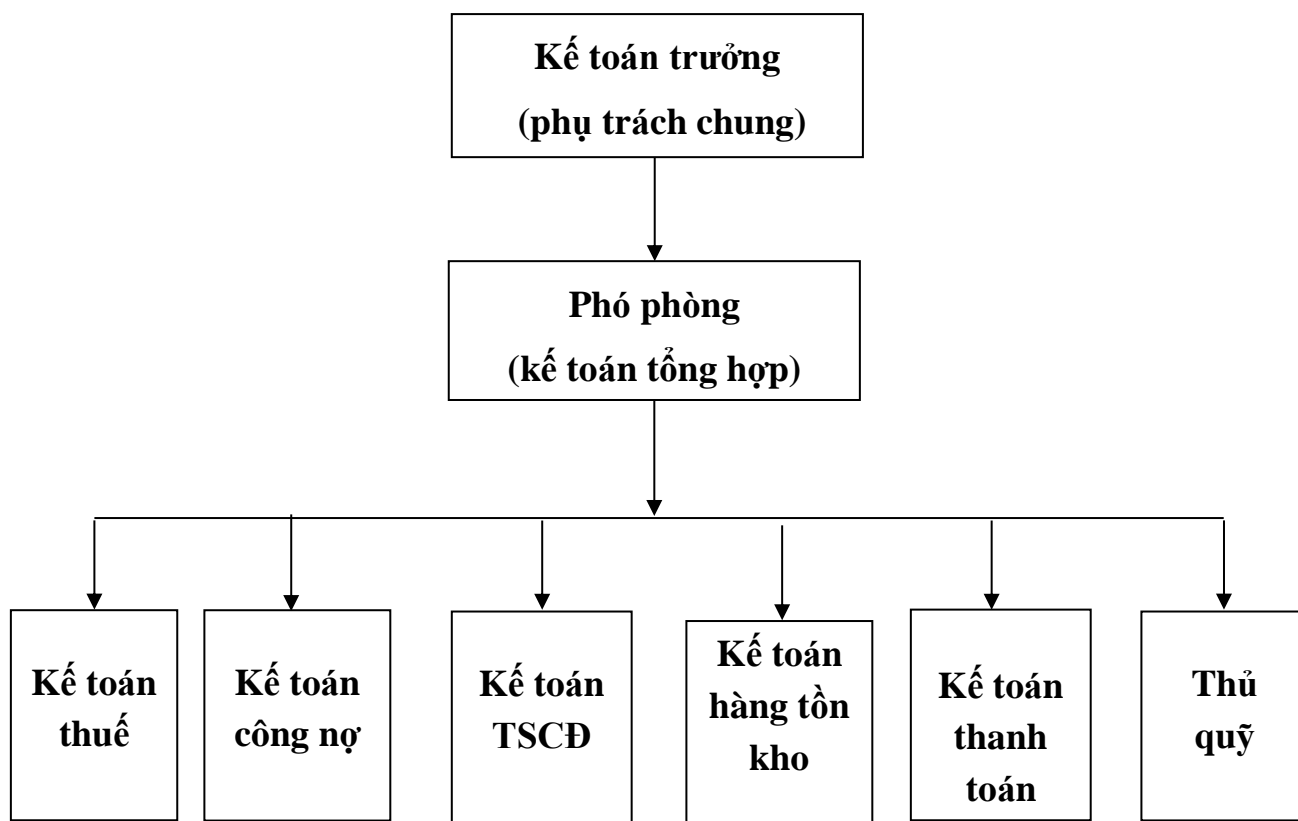 Kế toán trưởng
(phụ trách chung)
Phó phòng
(kế toán tổng hợp)
Kế toán
thuế
Kế toán
công nợ
Kế toán
TSCĐ
Kế toán
hàng tồn
kho
Kế toán
thanh
toán
Thủ
quỹ